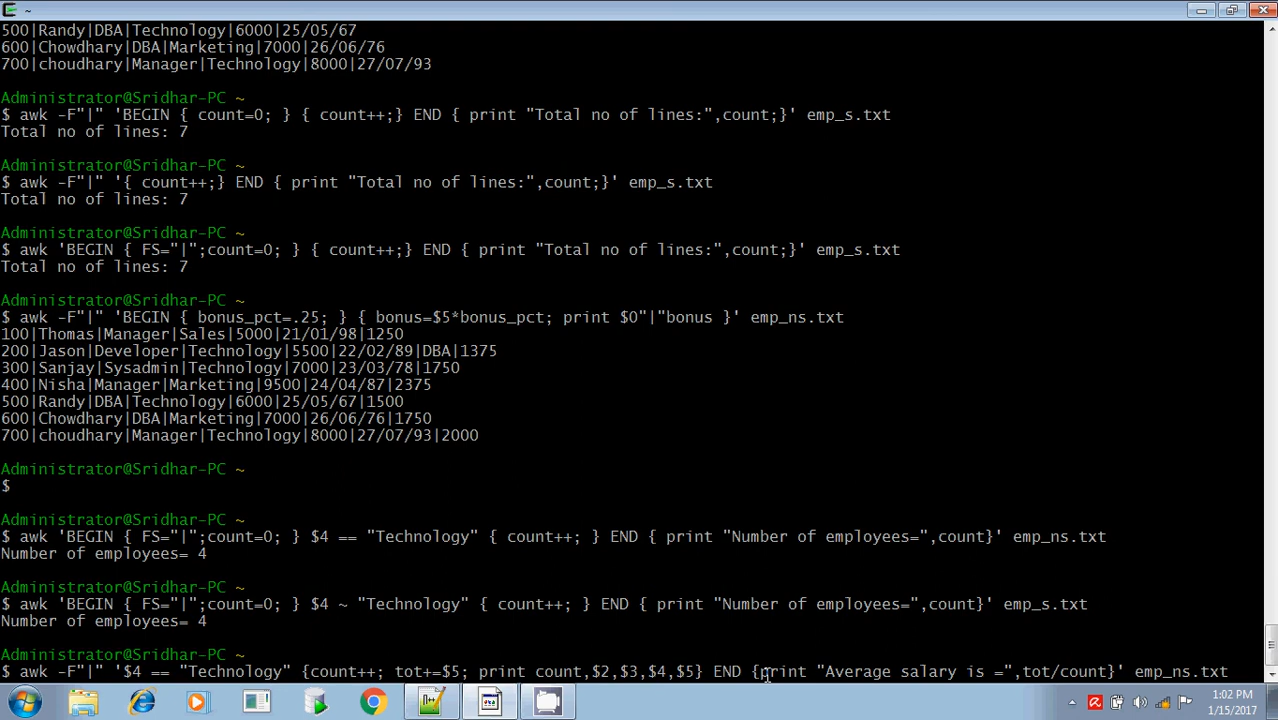 ~
500|Randy|DBA|Technology|6000|25/05/67
600|Chowdhary|DBA|Marketing|7000|26/06/76
700|choudhary|Manager|Technology|8000|27/07/93
Administrator@Sridhar-PC ~
$ awk -F"|" 'BEGIN { count=0; } { count++;} END { print "Total no of lines:",count;}' emp_s.txt
Total no of lines: 7
Administrator@Sridhar-PC ~
$ awk -F"|" '{ count++;} END { print "Total no of lines:",count;}' emp_s.txt
Total no of lines: 7
Administrator@Sridhar-PC ~
$ awk 'BEGIN { FS="|";count=0; } { count++;} END { print "Total no of lines:",count;}' emp_s.txt
Total no of lines: 7
Administrator@Sridhar-PC ~
$ awk -F"|" 'BEGIN { bonus_pct=.25; } { bonus=$5*bonus_pct; print $0"|"bonus }' emp_ns.txt
100|Thomas|Manager|Sales|5000|21/01/98|1250
200|Jason|Developer|Technology|5500|22/02/89|DBA|1375
300|Sanjay|Sysadmin|Technology|7000|23/03/78|1750
400|Nisha|Manager|Marketing|9500|24/04/87|2375
500|Randy|DBA|Technology|6000|25/05/67|1500
600|Chowdhary|DBA|Marketing|7000|26/06/76|1750
700|choudhary|Manager|Technology|8000|27/07/93|2000
Administrator@Sridhar-PC ~
$
Administrator@Sridhar-PC ~
$ awk 'BEGIN { FS="|";count=0; } $4 == "Technology" { count++; } END { print "Number of employees=",count}' emp_ns.txt
Number of employees= 4
Administrator@Sridhar-PC ~
$ awk 'BEGIN { FS="|";count=0; } $4 ~ "Technology" { count++; } END { print "Number of employees=",count}' emp_s.txt
Number of employees= 4
Administrator@Sridhar-PC ~
$ awk -F"|" '$4 == "Technology" {count++; tot+=$5; print count,$2,$3,$4,$5} END {print "Average salary is =",tot/count}' emp_ns.txt
1:02 PM
1/15/2017